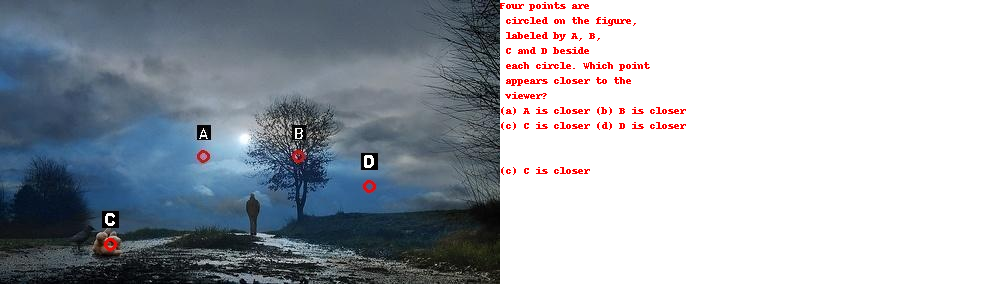 A
B
D
C
Four points are
circled on the figure,
labeled by A, B,
C and D beside
each circle. Which point
appears closer to the
viewer?
(a) A is closer (b) B is closer
(c) C is closer (d) D is closer
(c) C is closer